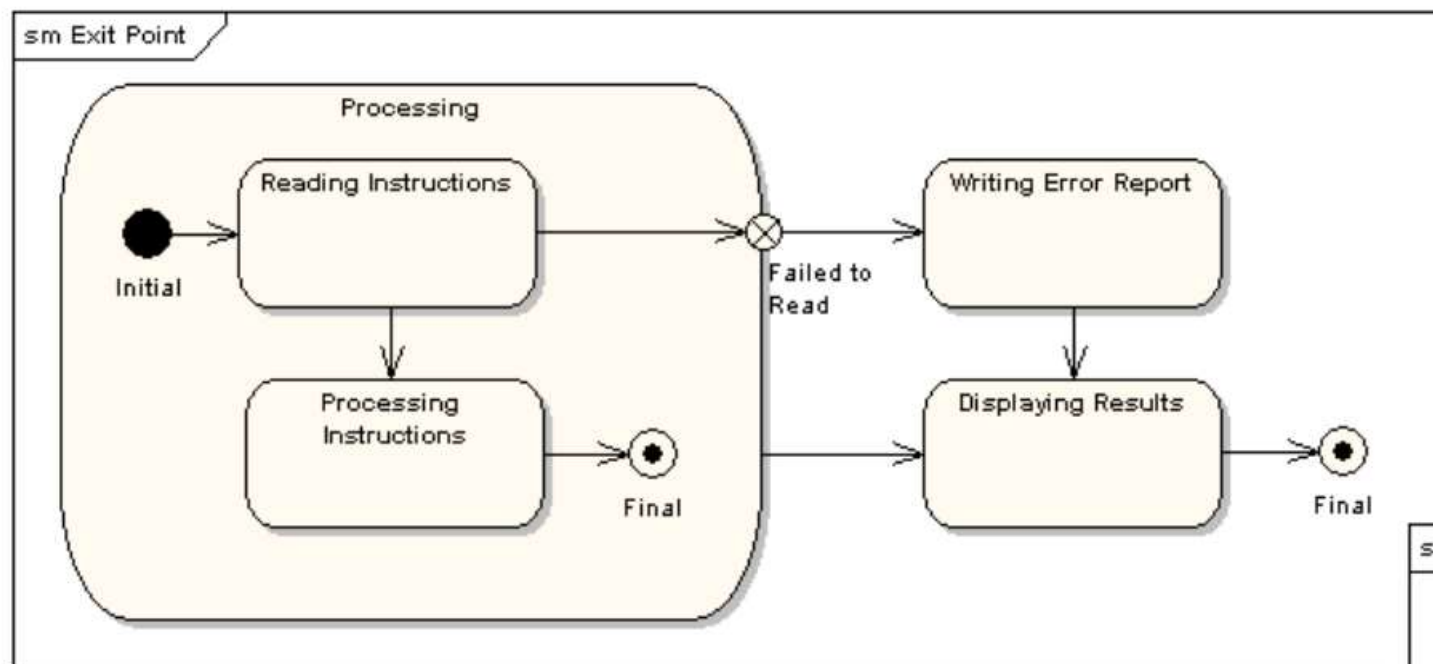 sm Exit Point
Processing
Reading Instructions
Writing Error Report
Initial
Failed to
Read
Processing
Instructions
Displaying Results
Final
Final
s